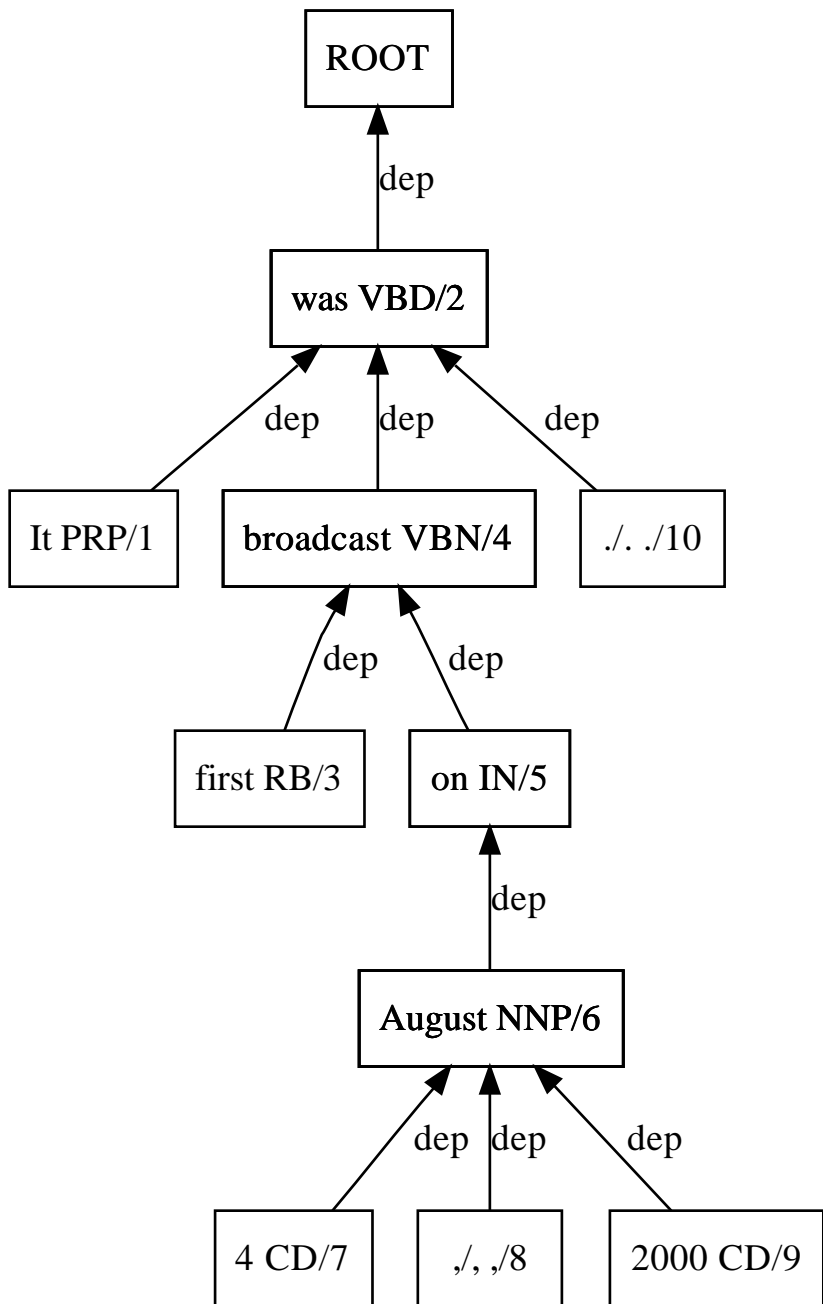 ROOT
dep
was VBD/2
dep dep dep
It PRP/1 broadcast VBN/4 ./. ./10
dep dep
first RB/3 on IN/5
dep
August NNP/6
dep dep dep
4 CD/7 ,/, ,/8 2000 CD/9